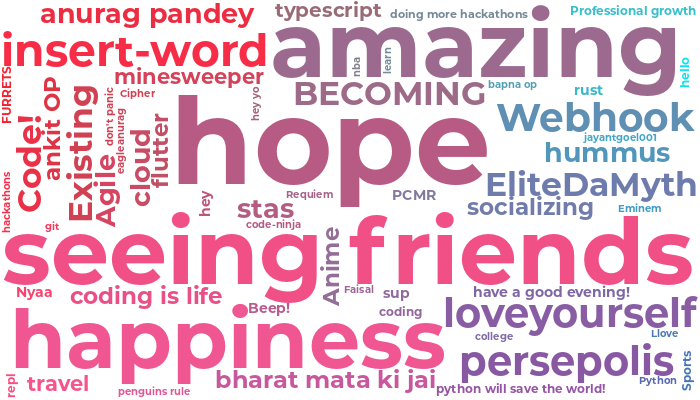 anurag pandey
typescript
doing more hackathons
Professional growth
insert-word
amazing
nba
learn
hello
minesweeper
FURRETS
Cipher
hey yo
BECOMING
bapna op
rust
Code!
ankit OP
Existing
don't panic
eagleanurag
hope
Webhook
jayantgoel001
hummus
cloud
flutter
Agile
hackathons
hey
Requiem
PCMR
EliteDaMyth
stas
socializing
Eminem
git
code-ninja
seeing friends
Anime
Nyaa
coding is life
Faisal
sup
have a good evening!
Beep!
coding
loveyourself
happiness
college
Llove
persepolis
repl
travel
bharat mata ki jai
Python
Sports
penguins rule
python will save the world!